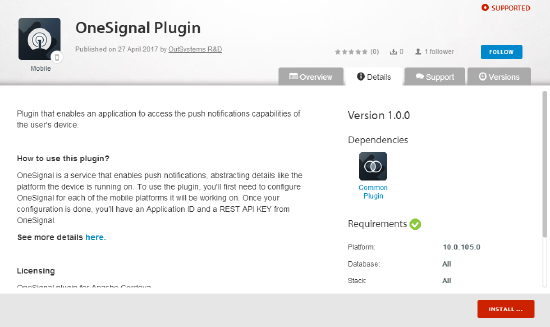 SUPPORTED
OneSignal Plugin
Published on 27 April 2017 by OutSystems R&D
(0) 0 1 follower
FOLLOW
Mobile
Overview Details Support Versions
Plugin that enables an application to access the push notifications capabilities of
the user's device.
How to use this plugin?
OneSignal is a service that enables push notifications, abstracting details like the
platform the device is running on. To use the plugin, you'll first need to configure
OneSignal for each of the mobile platforms it will be working on. Once your
configuration is done, you'll have an Application ID and a REST API KEY from
OneSignal.
See more details here.
Licensing
OneSignal plugin for Apache Cordova
Version 1.0.0
Dependencies
Common
Plugin
Requirements
Platform: 10.0.105.0
Database: All
Stack: All
INSTALL ...